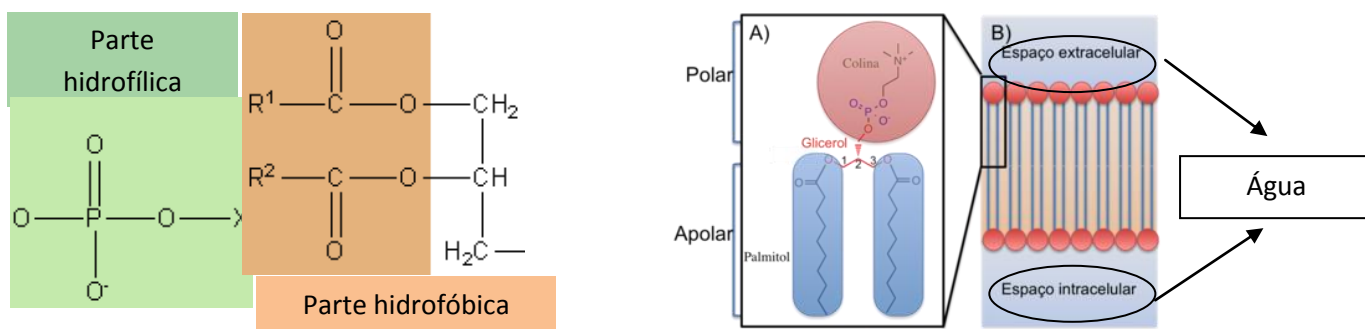 Parte
hidrofílica
O
P
O
O
X
O⁻
O
R¹
C
O
CH₂
R²
C
O
CH
O
H₂C
Parte hidrofóbica
A)
Polar
Colina
N⁺
O
O
P
O⁻
O
Glicerol
O
1
2
3
O
O
O
Apolar
Palmitol
B)
Espaço extracelular
Espaço intracelular
Água